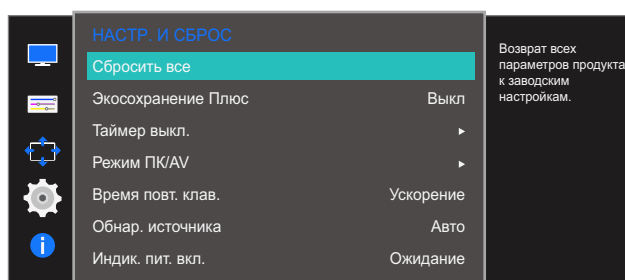 НАСТР. И СБРОС
Сбросить все
Экосохранение Плюс Выкл
Таймер выкл.
Режим ПК/AV
Время повт. клав. Ускорение
Обнар. источника Авто
Индик. пит. вкл. Ожидание
Возврат всех
параметров продукта
к заводским
настройкам.